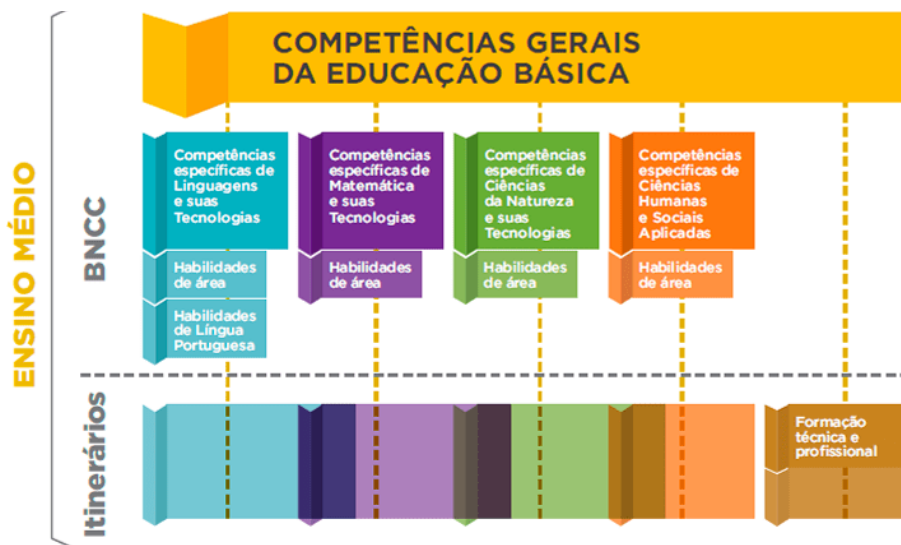 ENSINO MÉDIO
BNCC
Itinerários
COMPETÊNCIAS GERAIS
DA EDUCAÇÃO BÁSICA
Competências
específicas de
Linguagens
e suas
Tecnologias
Habilidades
de área
Habilidades
de Língua
Portuguesa
Competências
específicas de
Matemática
e suas
Tecnologias
Habilidades
de área
Competências
específicas de
Ciências
da Natureza
e suas
Tecnologias
Habilidades
de área
Competências
específicas de
Ciências
Humanas
e Sociais
Aplicadas
Habilidades
de área
Formação
técnica e
profissional